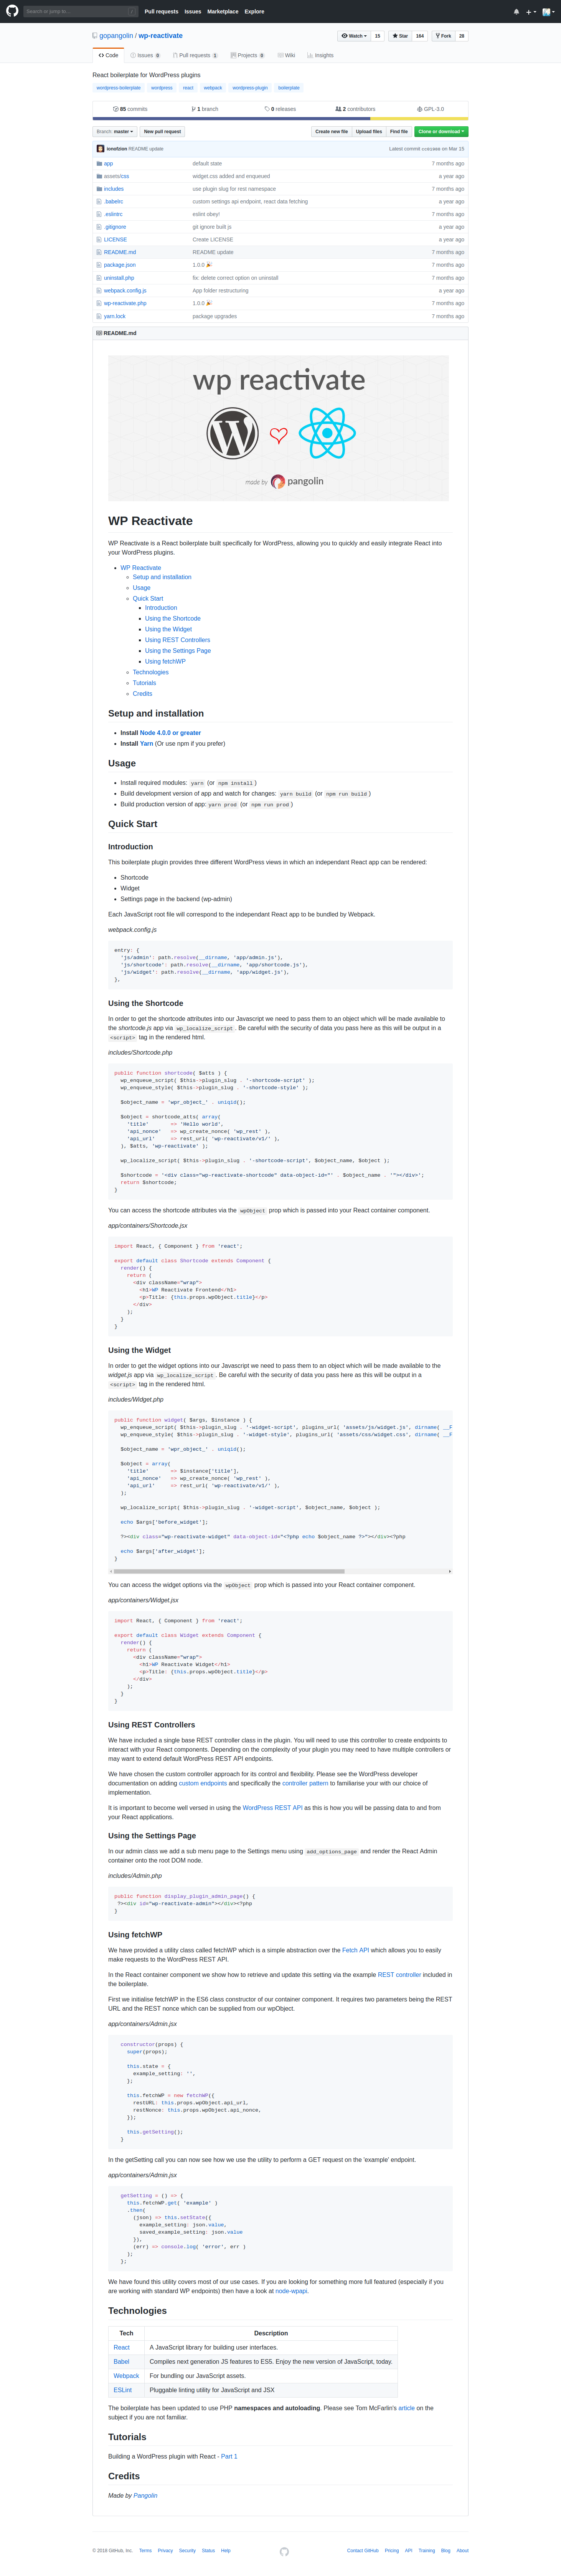 Search or jump to...
Pull requests Issues Marketplace Explore
gopangolin / wp-reactivate
Watch 15 Star 164 Fork 28
Code Issues 0 Pull requests 1 Projects 0 Wiki Insights
React boilerplate for WordPress plugins
wordpress-boilerplate wordpress react webpack wordpress-plugin boilerplate
85 commits 1 branch 0 releases 2 contributors GPL-3.0
Branch: master New pull request Create new file Upload files Find file Clone or download
ionvfzion README update Latest commit on Mar 15
app default state 7 months ago
assets/css widget.css added and enqueued a year ago
includes use plugin slug for rest namespace 7 months ago
.babelrc custom settings api endpoint, react data fetching a year ago
.eslintrc eslint obey! 7 months ago
.gitignore git ignore built js a year ago
LICENSE Create LICENSE a year ago
README.md README update 7 months ago
package.json 1.0.0 🎉 7 months ago
uninstall.php fix: delete correct option on uninstall 7 months ago
webpack.config.js App folder restructuring a year ago
wp-reactivate.php 1.0.0 🎉 7 months ago
yarn.lock package upgrades 7 months ago
README.md
wp reactivate
made by pangolin
WP Reactivate
WP Reactivate is a React boilerplate built specifically for WordPress, allowing you to quickly and easily integrate React into
your WordPress plugins.
WP Reactivate
Setup and installation
Usage
Quick Start
Introduction
Using the Shortcode
Using the Widget
Using REST Controllers
Using the Settings Page
Using fetchWP
Technologies
Tutorials
Credits
Setup and installation
Install Node 4.0.0 or greater
Install Yarn (Or use npm if you prefer)
Usage
Install required modules: yarn (or npm install )
Build development version of app and watch for changes: yarn build (or npm run build )
Build production version of app: yarn prod (or npm run prod )
Quick Start
Introduction
This boilerplate plugin provides three different WordPress views in which an independant React app can be rendered:
Shortcode
Widget
Settings page in the backend (wp-admin)
Each JavaScript root file will correspond to the independent React app to be bundled by Webpack.
webpack.config.js
entry: {
'js/admin': path.resolve(__dirname, 'app/admin.js'),
'js/shortcode': path.resolve(__dirname, 'app/shortcode.js'),
'js/widget': path.resolve(__dirname, 'app/widget.js'),
},
Using the Shortcode
In order to get the shortcode attributes into our Javascript we need to pass them to an object which will be made available to
the shortcode.js app via wp_localize_script . Be careful with the security of data you pass here as this will be output in a
<script> tag in the rendered html.
includes/Shortcode.php
public function shortcode( $atts ) {
wp_enqueue_script( $this->plugin_slug . '-shortcode-script' );
wp_enqueue_style( $this->plugin_slug . '-shortcode-style' );
$object_name = 'wpr_object_' . uniqid();
$object = shortcode_atts( array(
'title' => 'Hello world',
'api_nonce' => wp_create_nonce( 'wp_rest' ),
'api_url' => rest_url( 'wp-reactivate/v1/' ),
), $atts, 'wp-reactivate' );
wp_localize_script( $this->plugin_slug . '-shortcode-script', $object_name, $object );
$shortcode = '<div class="wp-reactivate-shortcode" data-object-id="' . $object_name . '"></div>';
return $shortcode;
}
You can access the shortcode attributes via the wpObject prop which is passed into your React container component.
app/containers/Shortcode.jsx
import React, { Component } from 'react';
export default class Shortcode extends Component {
render() {
return (
<div className="wrap">
<h1>WP Reactivate Frontend</h1>
<p>Title: {this.props.wpObject.title}</p>
</div>
);
}
}
Using the Widget
In order to get the widget options into our Javascript we need to pass them to an object which will be made available to the
widget.js app via wp_localize_script . Be careful with the security of data you pass here as this will be output in a
<script> tag in the rendered html.
includes/Widget.php
public function widget( $args, $instance ) {
wp_enqueue_script( $this->plugin_slug . '-widget-script', plugins_url( 'assets/js/widget.js', dirname( __F
wp_enqueue_style( $this->plugin_slug . '-widget-style', plugins_url( 'assets/css/widget.css', dirname( __F
$object_name = 'wpr_object_' . uniqid();
$object = array(
'title' => $instance['title'],
'api_nonce' => wp_create_nonce( 'wp_rest' ),
'api_url' => rest_url( 'wp-reactivate/v1/' ),
);
wp_localize_script( $this->plugin_slug . '-widget-script', $object_name, $object );
echo $args['before_widget'];
?><div class="wp-reactivate-widget" data-object-id="<?php echo $object_name ?>"></div><?php
echo $args['after_widget'];
}
You can access the widget options via the wpObject prop which is passed into your React container component.
app/containers/Widget.jsx
import React, { Component } from 'react';
export default class Widget extends Component {
render() {
return (
<div className="wrap">
<h1>WP Reactivate Widget</h1>
<p>Title: {this.props.wpObject.title}</p>
</div>
);
}
}
Using REST Controllers
We have included a single base REST controller class in the plugin. You will need to use this controller to create endpoints to
interact with your React components. Depending on the complexity of your plugin you may need to have multiple controllers or
may want to extend default WordPress REST API endpoints.
We have chosen the custom controller approach for its control and flexibility. Please see the WordPress developer
documentation on adding custom endpoints and specifically the controller pattern to familiarise your with our choice of
implementation.
It is important to become well versed in using the WordPress REST API as this is how you will be passing data to and from
your React applications.
Using the Settings Page
In our admin class we add a sub menu page to the Settings menu using add_options_page and render the React Admin
container onto the root DOM node.
includes/Admin.php
public function display_plugin_admin_page() {
?><div id="wp-reactivate-admin"></div><?php
}
Using fetchWP
We have provided a utility class called fetchWP which is a simple abstraction over the Fetch API which allows you to easily
make requests to the WordPress REST API.
In the React container component we show how to retrieve and update this setting via the example REST controller included in
the boilerplate.
First we initialise fetchWP in the ES6 class constructor of our container component. It requires two parameters being the REST
URL and the REST nonce which can be supplied from our wpObject.
app/containers/Admin.jsx
constructor(props) {
super(props);
this.state = {
example_setting: '',
};
this.fetchWP = new fetchWP({
restURL: this.props.wpObject.api_url,
restNonce: this.props.wpObject.api_nonce,
});
this.getSetting();
}
In the getSetting call you can now see how we use the utility to perform a GET request on the 'example' endpoint.
app/containers/Admin.jsx
getSetting = () => {
this.fetchWP.get( 'example' )
.then(
(json) => this.setState({
example_setting: json.value,
saved_example_setting: json.value
}),
(err) => console.log( 'error', err )
);
};
We have found this utility covers most of our use cases. If you are looking for something more full featured (especially if you
are working with standard WP endpoints) then have a look at node-wpapi.
Technologies
Tech Description
React A JavaScript library for building user interfaces.
Babel Compiles next generation JS features to ES5. Enjoy the new version of JavaScript, today.
Webpack For bundling our JavaScript assets.
ESLint Pluggable linting utility for JavaScript and JSX
The boilerplate has been updated to use PHP namespaces and autoloading. Please see Tom McFarlin's article on the
subject if you are not familiar.
Tutorials
Building a WordPress plugin with React - Part 1
Credits
Made by Pangolin
© 2018 GitHub, Inc. Terms Privacy Security Status Help Contact GitHub Pricing API Training Blog About